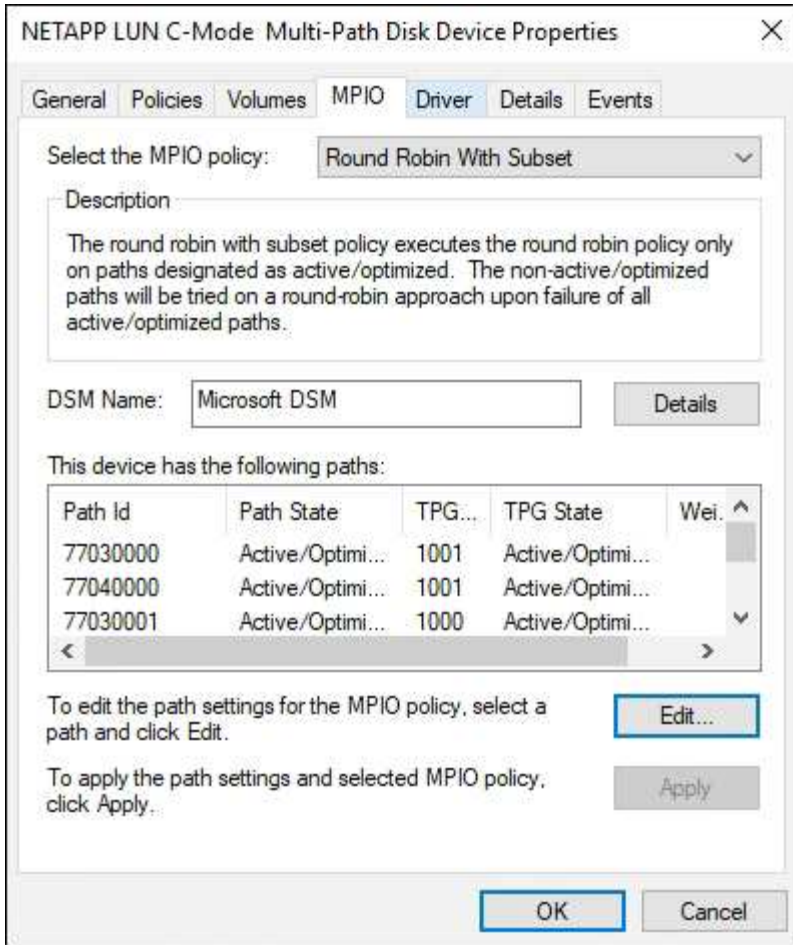 NETAPP LUN C-Mode  Multi-Path Disk Device Properties
General Policies Volumes MPIO Driver Details Events
Select the MPIO policy: Round Robin With Subset
Description
The round robin with subset policy executes the round robin policy only
on paths designated as active/optimized.  The non-active/optimized
paths will be tried on a round-robin approach upon failure of all
active/optimized paths.
DSM Name: Microsoft DSM Details
This device has the following paths:
Path Id Path State TPG... TPG State Wei.
77030000 Active/Optimi... 1001 Active/Optimi...
77040000 Active/Optimi... 1001 Active/Optimi...
77030001 Active/Optimi... 1000 Active/Optimi...
To edit the path settings for the MPIO policy, select a
path and click Edit.
Edit...
To apply the path settings and selected MPIO policy,
click Apply.
Apply
OK Cancel